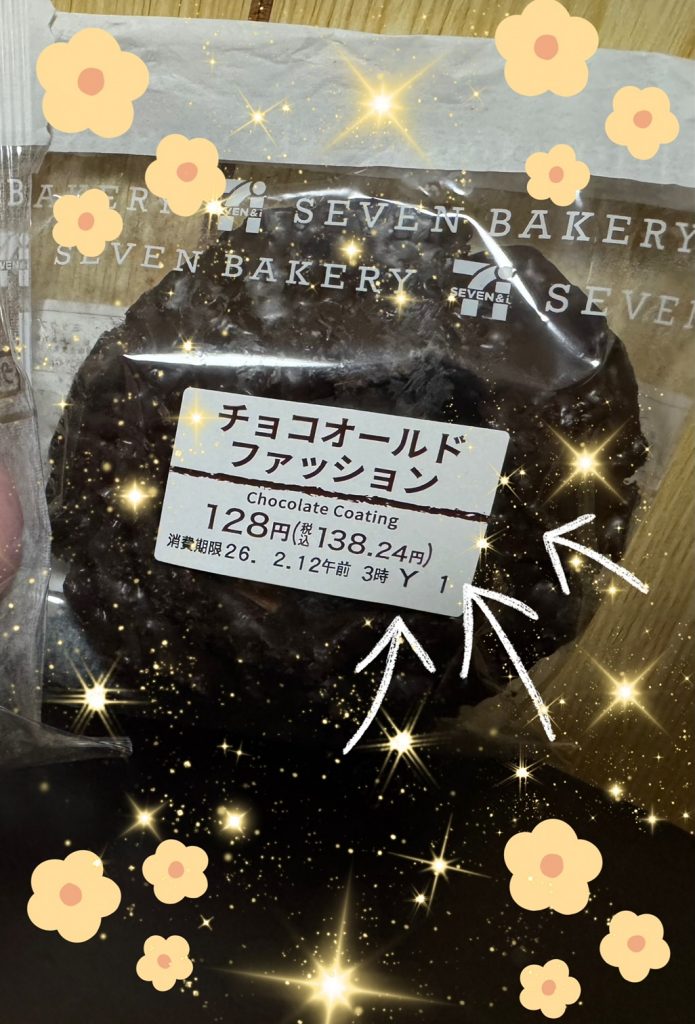 SEVEN BAKERY
SEVEN & i
SEVEN BAKERY
SEVEN & i
チョコオールド
ファッション
Chocolate Coating
128円(税込138.24円)
消費期限26. 2.12午前 3時 Y 1